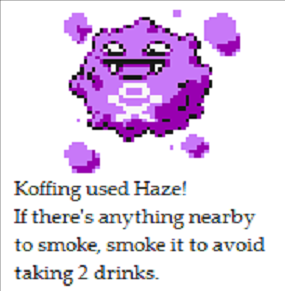 Koffing used Haze!
If there's anything nearby
to smoke, smoke it to avoid
taking 2 drinks.